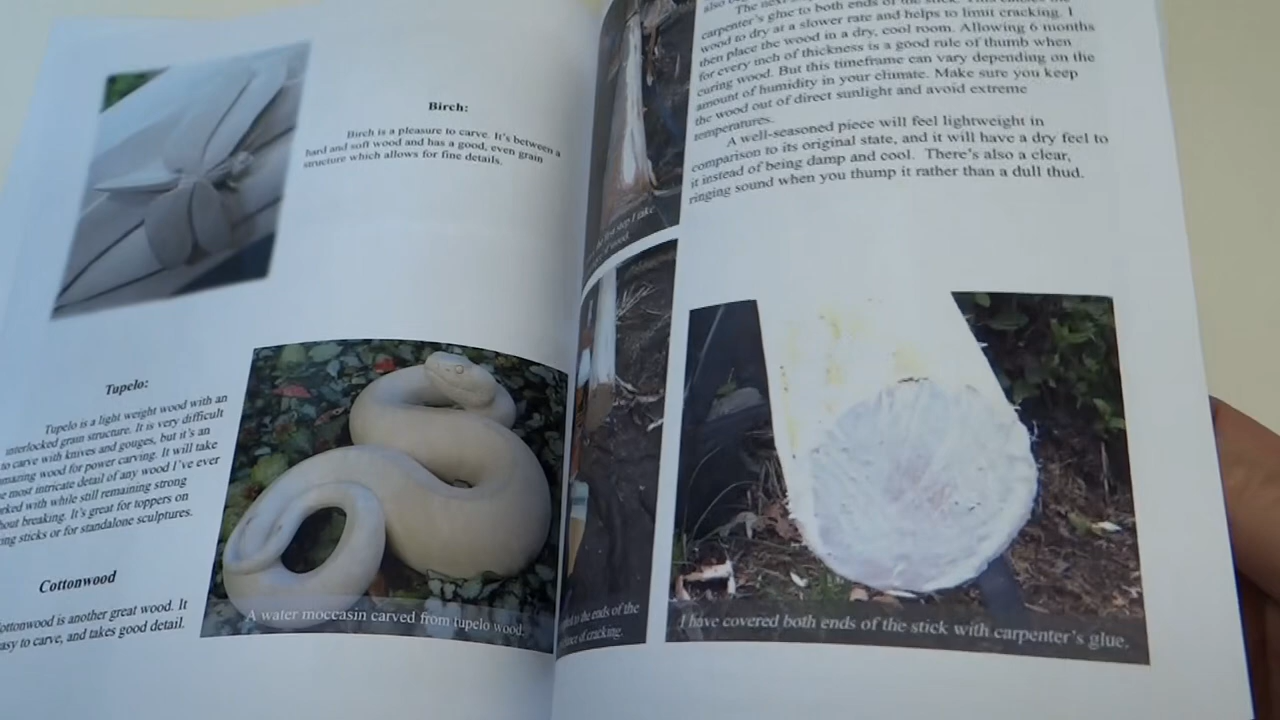 Birch:
Birch is a pleasure to carve. It's between a
hard and soft wood and has a good, even grain
structure which allows for fine details.
Tupelo:
Tupelo is a light weight wood with an
interlocked grain structure. It is very difficult
to carve with knives and gouges, but it's an
amazing wood for power carving. It will take
most intricate detail of any wood I've ever
worked with while still remaining strong
without breaking. It's great for toppers on
sticks or for standalone sculptures.
Cottonwood
Cottonwood is another great wood. It
easy to carve, and takes good detail.
A water moccasin carved from tupelo wood.
step I take
wood.
to the ends of the
of cracking.
also
The next
carpenter's glue to both ends of the stick. This
wood to dry at a slower rate and helps to limit cracking. I
then place the wood in a dry, cool room. Allowing 6 months
for every inch of thickness is a good rule of thumb when
curing wood. But this timeframe can vary depending on the
amount of humidity in your climate. Make sure you keep
the wood out of direct sunlight and avoid extreme
temperatures.
A well-seasoned piece will feel lightweight in
comparison to its original state, and it will have a dry feel to
it instead of being damp and cool. There's also a clear,
ringing sound when you thump it rather than a dull thud.
I have covered both ends of the stick with carpenter's glue.